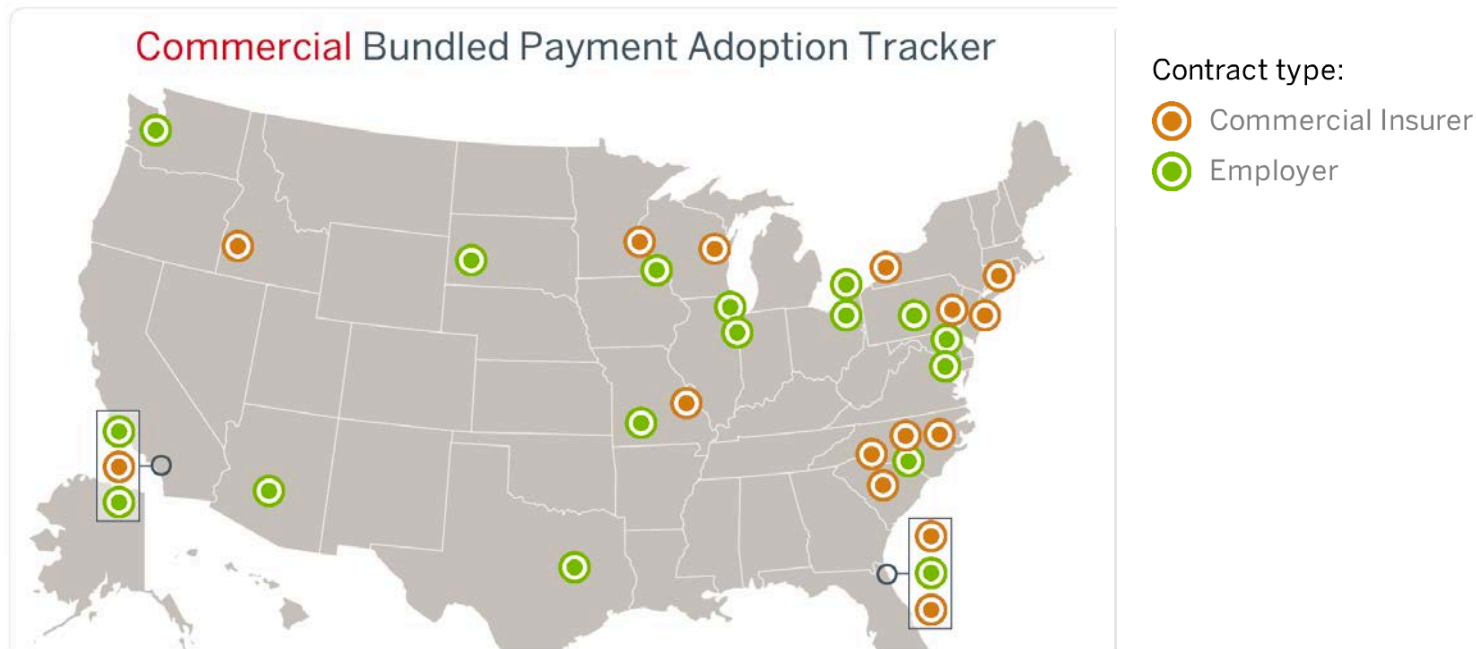 Commercial Bundled Payment Adoption Tracker
Contract type:
Commercial Insurer
Employer